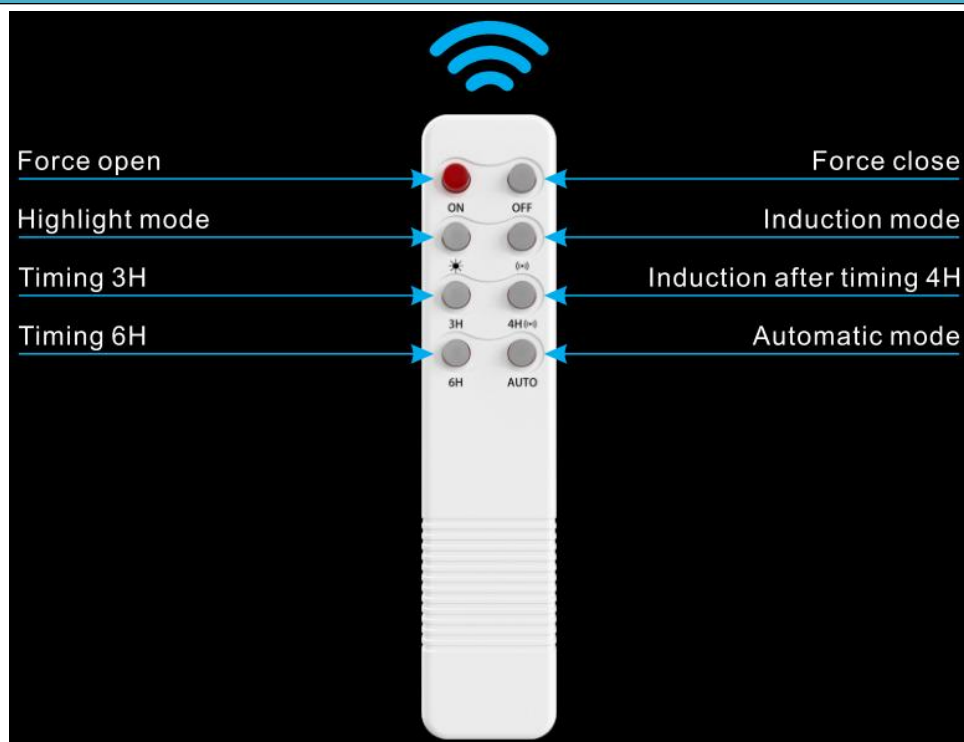 Force open
Force close
ON
OFF
Highlight mode
Induction mode
Timing 3H
Induction after timing 4H
3H
4H
Timing 6H
Automatic mode
6H
AUTO